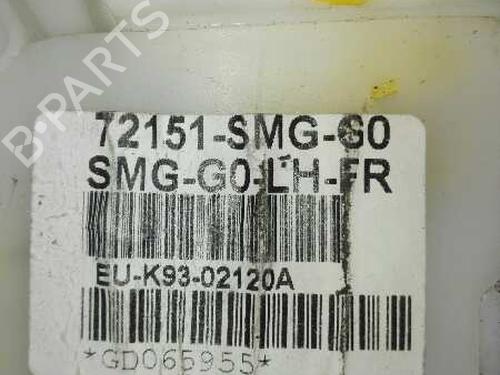 72151-SMG-G0
SMG-G0-LH-FR
EU-K93-02120A
*GD065955*
B-PARTS